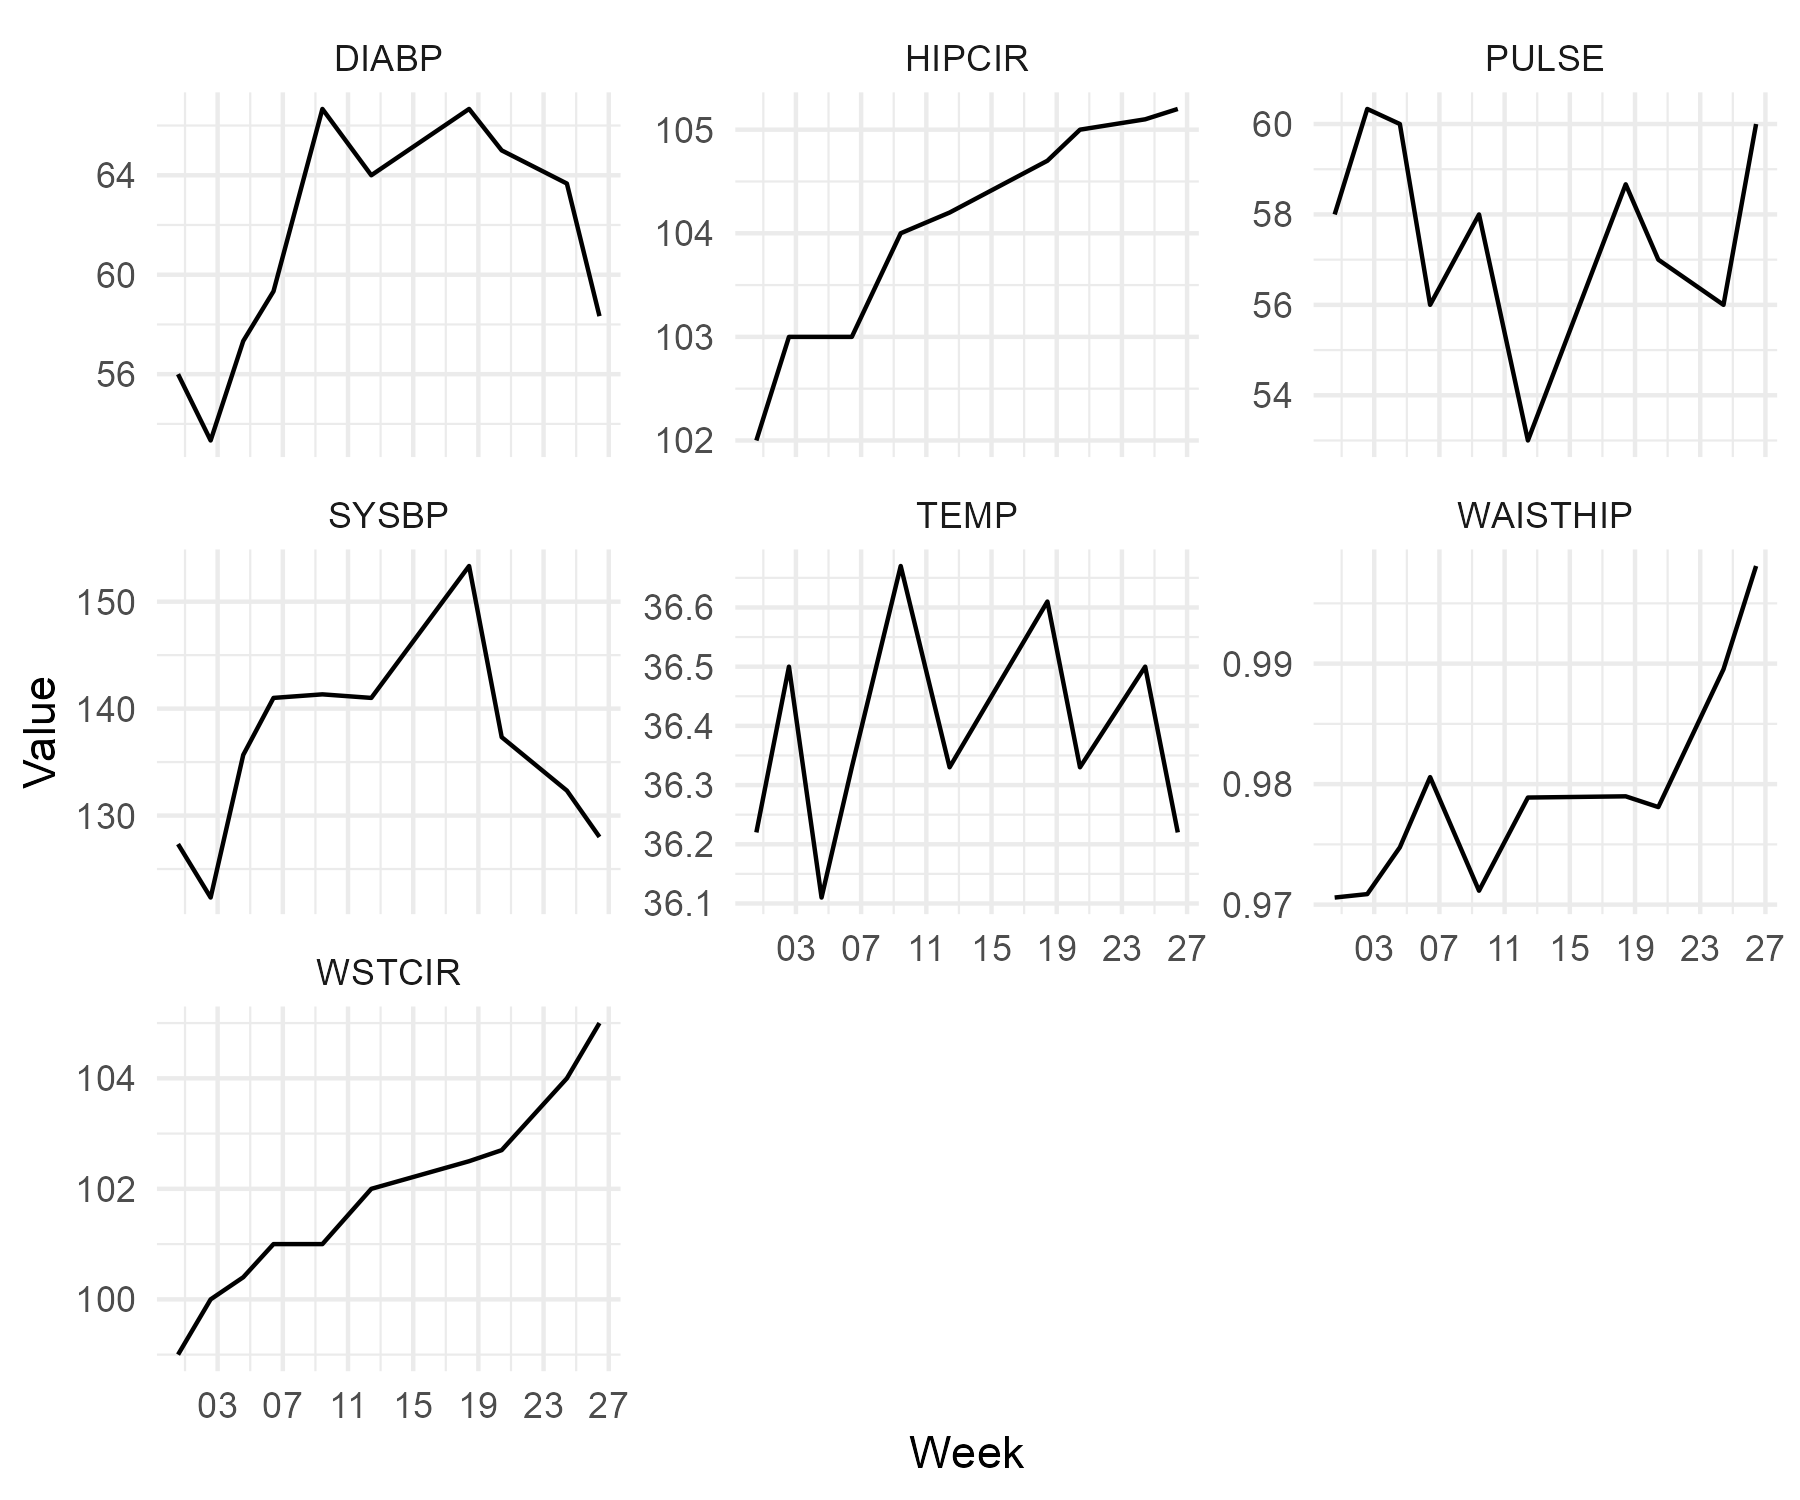 DIABP
HIPCIR
PULSE
64
60
56
105
104
103
102
60
58
56
54
SYSBP
TEMP
WAISTHIP
150
140
130
36.6
36.5
36.4
36.3
36.2
36.1
0.99
0.98
0.97
03 07 11 15 19 23 27
03 07 11 15 19 23 27
WSTCIR
104
102
100
03 07 11 15 19 23 27
Value
Week